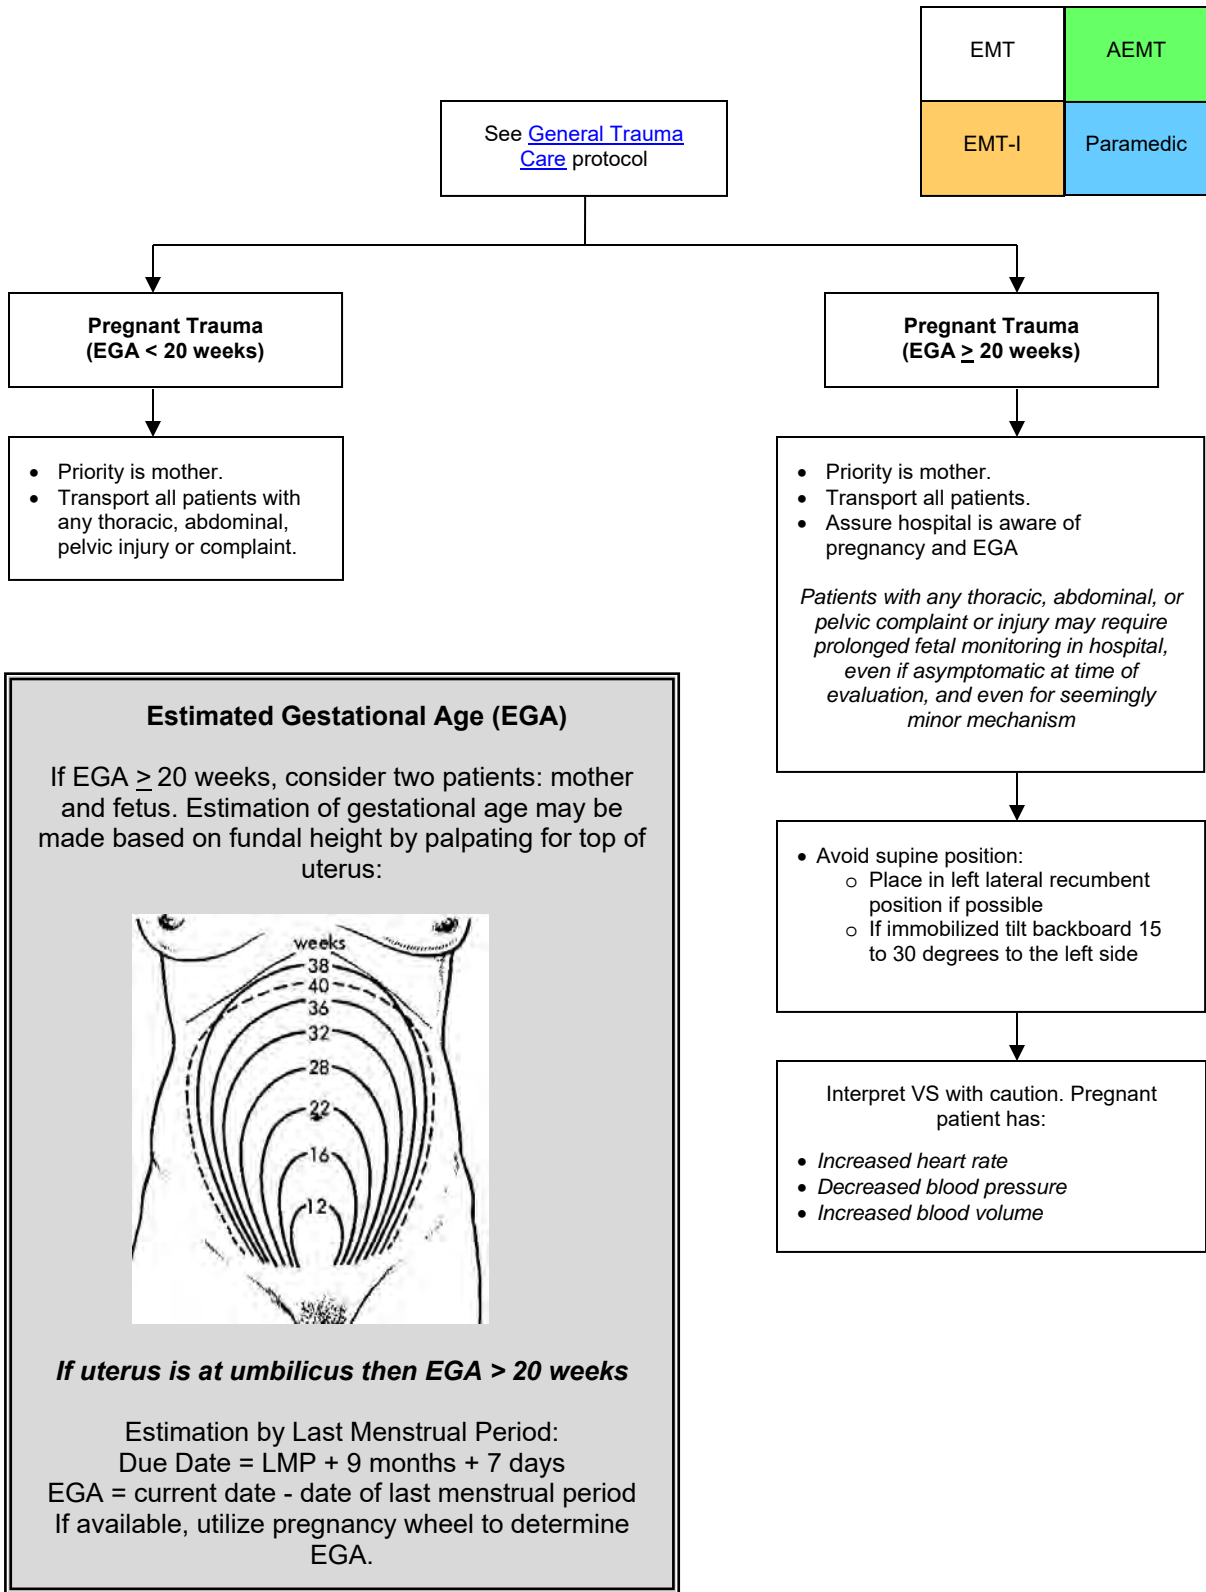 EMT
AEMT
EMT-I
Paramedic
See General Trauma
Care protocol
Pregnant Trauma
(EGA < 20 weeks)
• Priority is mother.
• Transport all patients with
any thoracic, abdominal,
pelvic injury or complaint.
Pregnant Trauma
(EGA ≥ 20 weeks)
• Priority is mother.
• Transport all patients.
• Assure hospital is aware of
pregnancy and EGA
Patients with any thoracic, abdominal, or
pelvic complaint or injury may require
prolonged fetal monitoring in hospital,
even if asymptomatic at time of
evaluation, and even for seemingly
minor mechanism
• Avoid supine position:
o Place in left lateral recumbent
position if possible
o If immobilized tilt backboard 15
to 30 degrees to the left side
Interpret VS with caution. Pregnant
patient has:
• Increased heart rate
• Decreased blood pressure
• Increased blood volume
Estimated Gestational Age (EGA)
If EGA ≥ 20 weeks, consider two patients: mother
and fetus. Estimation of gestational age may be
made based on fundal height by palpating for top of
uterus:
weeks
38
40
36
32
28
22
16
12
If uterus is at umbilicus then EGA > 20 weeks
Estimation by Last Menstrual Period:
Due Date = LMP + 9 months + 7 days
EGA = current date - date of last menstrual period
If available, utilize pregnancy wheel to determine
EGA.